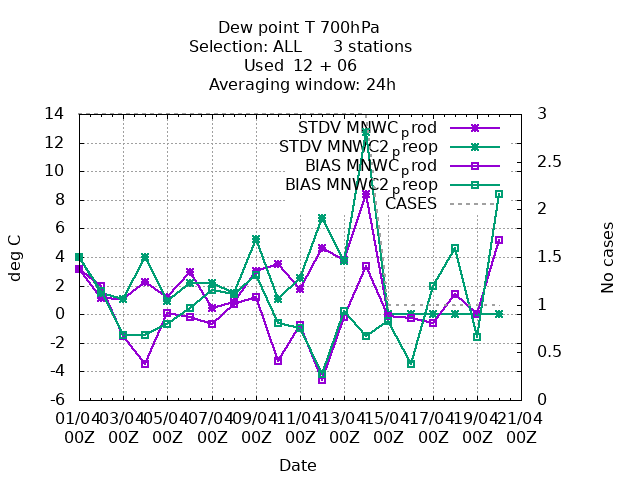 Dew point T 700hPa
Selection: ALL 3 stations
Used 12 + 06
Averaging window: 24h
14
12
10
8
6
4
2
0
-2
-4
-6
deg C
3
2.5
2
1.5
1
0.5
0
No cases
STDV MNWC_prod
STDV MNWC2_preop
BIAS MNWC_prod
BIAS MNWC2_preop
CASES
01/04 03/04 05/04 07/04 09/04 11/04 13/04 15/04 17/04 19/04 21/04
00Z 00Z 00Z 00Z 00Z 00Z 00Z 00Z 00Z 00Z 00Z
Date